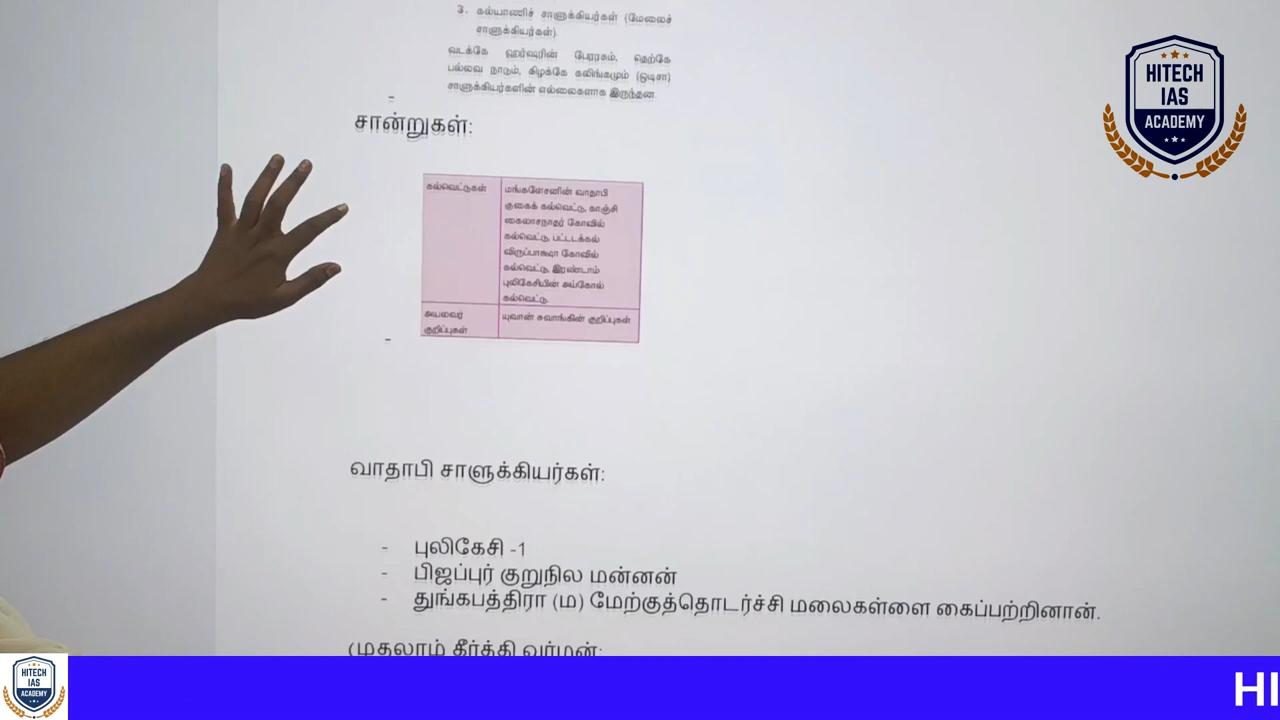 3. கல்யாணிச் சாளுக்கியர்கள் (மேலைச்
சாளுக்கியர்கள்).
வடக்கே ஹர்ஷரின் பேரரசும், தெற்கே
பல்லவ நாடும், கிழக்கே கலிங்கமும் (ஒடிசா)
சாளுக்கியர்களின் எல்லைகளாக இருந்தன.
-
சான்றுகள்:
கல்வெட்டுகள்
மங்களேசனின் வாதாபி
குகைக் கல்வெட்டு, காஞ்சி
கைலாசநாதர் கோவில்
கல்வெட்டு, பட்டடக்கல்
விருப்பாக்ஷா கோவில்
கல்வெட்டு, இரண்டாம்
புலிகேசியின் அய்கோல்
கல்வெட்டு.
அயலவர்
குறிப்புகள்
யுவான் சுவாங்கின் குறிப்புகள்
-
வாதாபி சாளுக்கியர்கள்:
- புலிகேசி -1
- பிஜப்பூர் குறுநில மன்னன்
- துங்கபத்திரா (ம) மேற்குத்தொடர்ச்சி மலைகள்ளை கைப்பற்றினான்.
முதலாம் கீர்த்தி வர்மன்:
HITECH
IAS
ACADEMY
HITECH
IAS
ACADEMY
HI